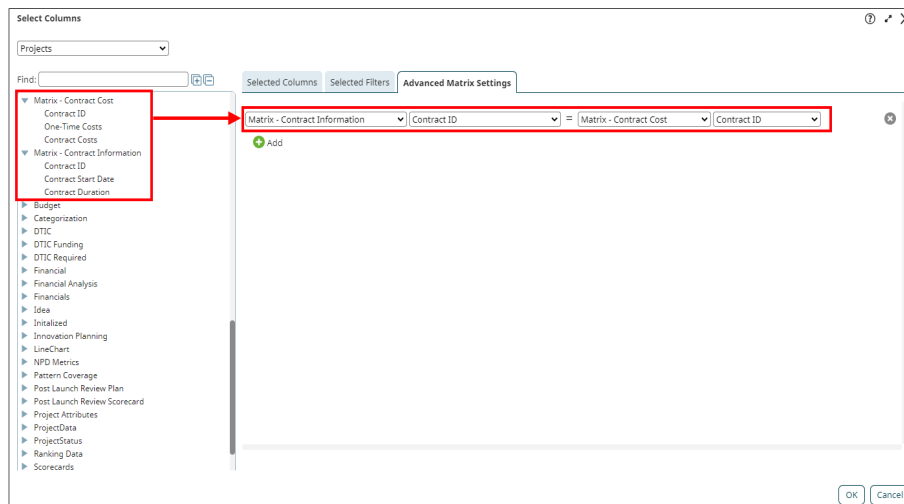 Select Columns
Projects
Find:
Selected Columns Selected Filters Advanced Matrix Settings
Matrix - Contract Cost
Contract ID
One-Time Costs
Contract Costs
Matrix - Contract Information
Contract ID
Contract Start Date
Contract Duration
Budget
Categorization
DTIC
DTIC Funding
DTIC Required
Financial
Financial Analysis
Financials
Idea
Initalized
Innovation Planning
LineChart
NPD Metrics
Pattern Coverage
Post Launch Review Plan
Post Launch Review Scorecard
Project Attributes
ProjectData
ProjectStatus
Ranking Data
Scorecards
Matrix - Contract Information Contract ID = Matrix - Contract Cost Contract ID
Add
OK Cancel